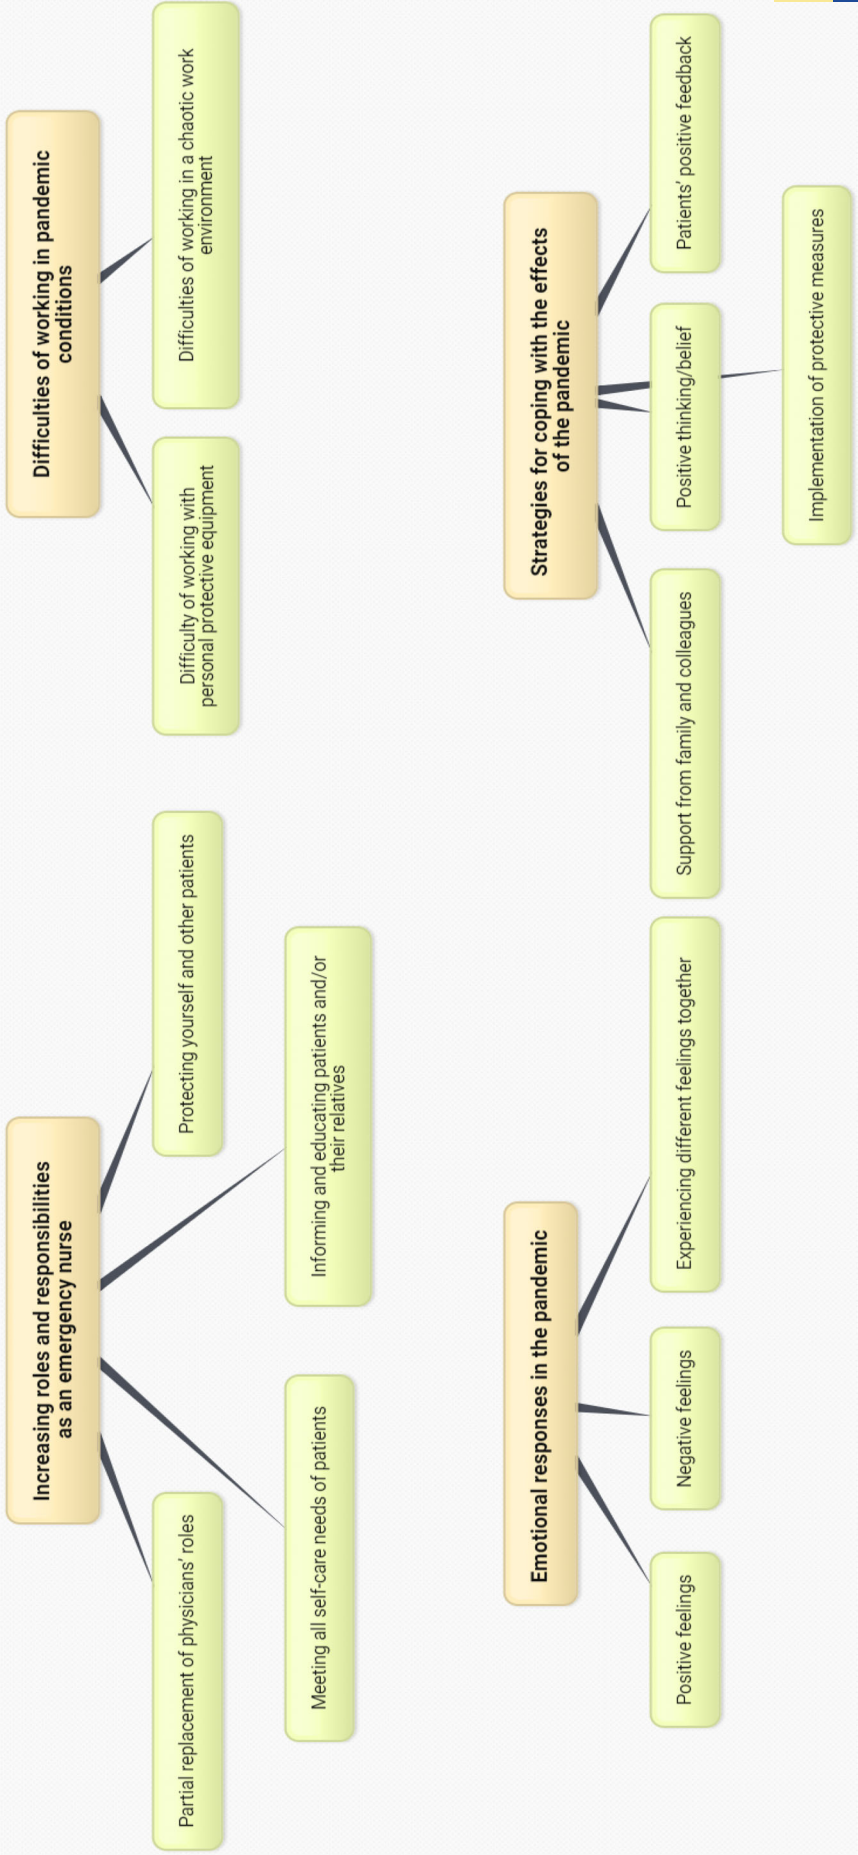 Increasing roles and responsibilities
as an emergency nurse
Partial replacement of physicians' roles
Meeting all self-care needs of patients
Informing and educating patients and/or
their relatives
Protecting yourself and other patients
Difficulties of working in pandemic
conditions
Difficulty of working with
personal protective equipment
Difficulties of working in a chaotic work
environment
Emotional responses in the pandemic
Positive feelings
Negative feelings
Experiencing different feelings together
Strategies for coping with the effects
of the pandemic
Support from family and colleagues
Positive thinking/belief
Implementation of protective measures
Patients' positive feedback